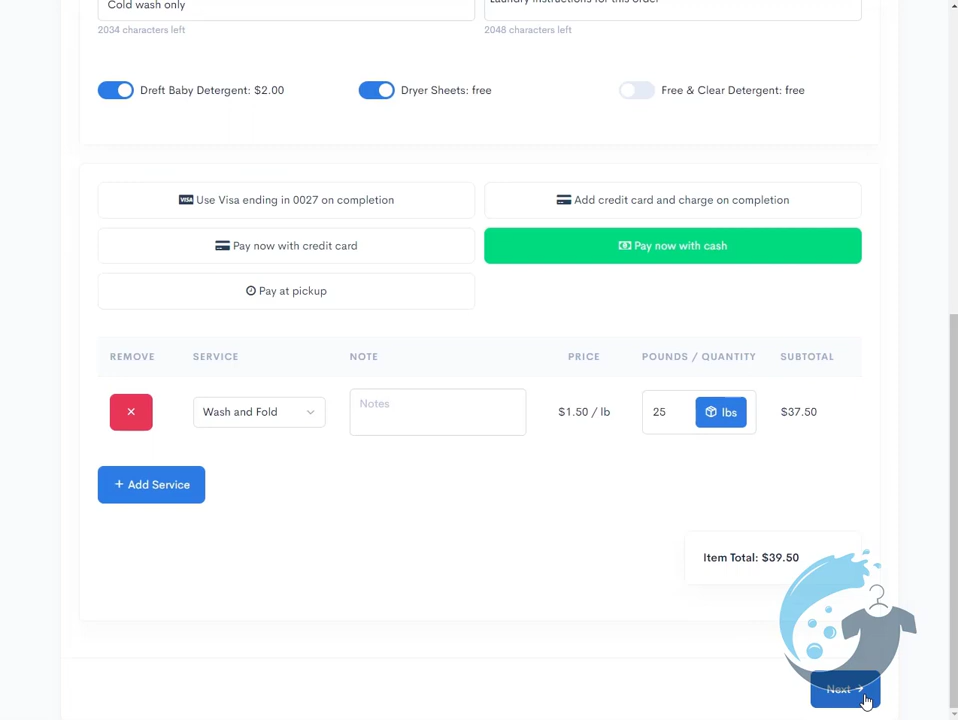 Cold wash only
Laundry instructions for this order
2034 characters left
2048 characters left
Dreft Baby Detergent: $2.00
Dryer Sheets: free
Free & Clear Detergent: free
VISA Use Visa ending in 0027 on completion
Add credit card and charge on completion
Pay now with credit card
Pay now with cash
Pay at pickup
REMOVE SERVICE NOTE PRICE POUNDS / QUANTITY SUBTOTAL
× Wash and Fold Notes $1.50 / lb 25 lbs $37.50
+ Add Service
Item Total: $39.50
Next →